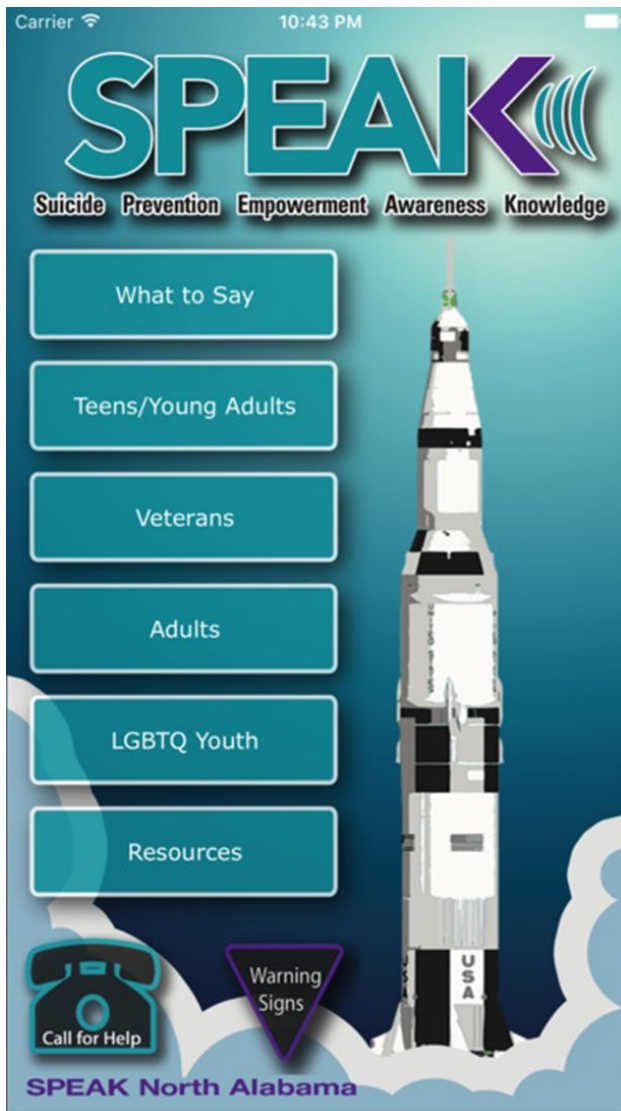 Carrier 10:43 PM
SPEAK
Suicide Prevention Empowerment Awareness Knowledge
What to Say
Teens/Young Adults
Veterans
Adults
LGBTQ Youth
Resources
Warning
Signs
Call for Help
USA
USA
SPEAK North Alabama